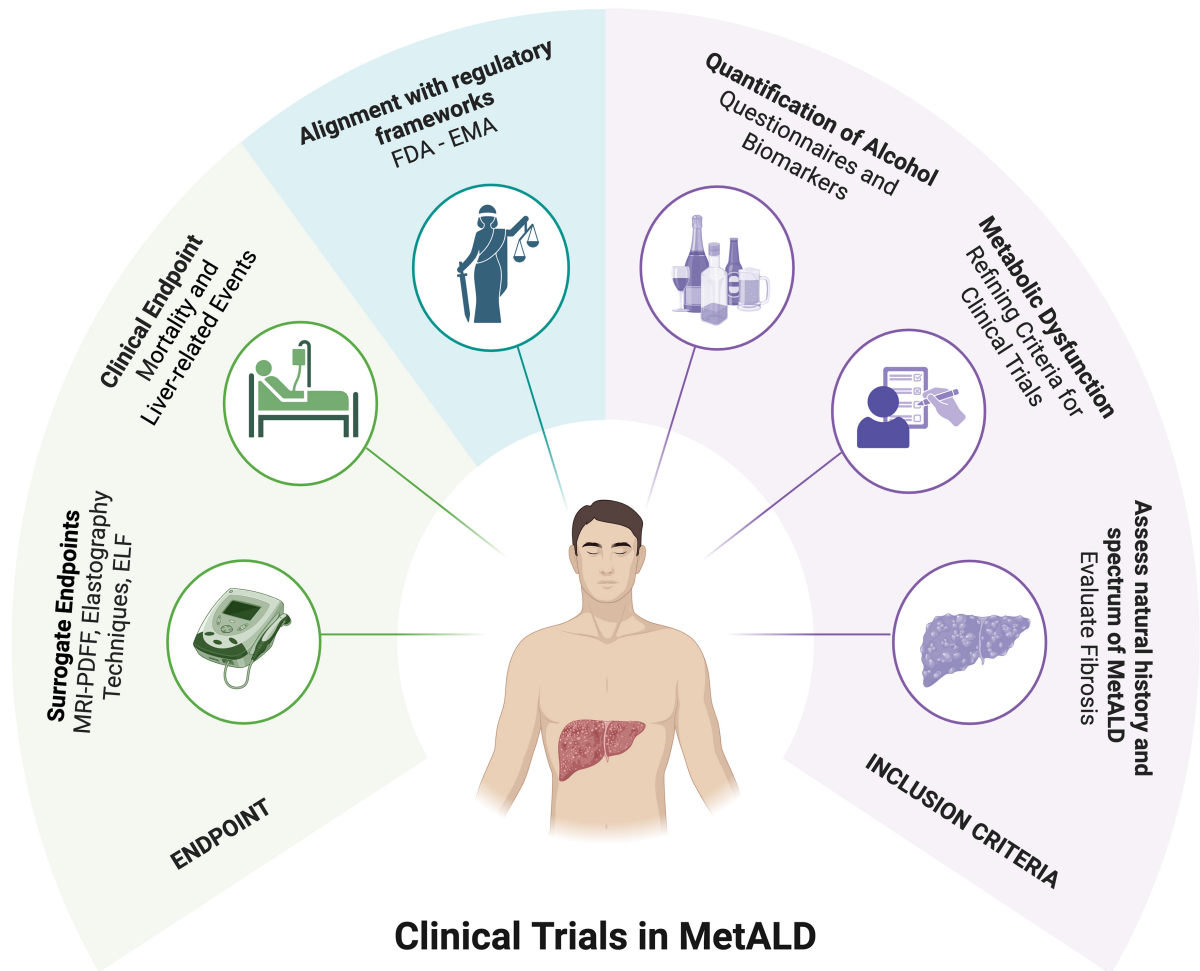 Alignment with regulatory
frameworks
FDA - EMA
Quantification of Alcohol
Questionnaires and
Biomarkers
Clinical Endpoint
Mortality and
Liver-related Events
Metabolic Dysfunction
Refining Criteria for
Clinical Trials
Surrogate Endpoints
MRI-PDFF, Elastography
Techniques, ELF
Assess natural history and
spectrum of MetALD
Evaluate Fibrosis
ENDPOINT
INCLUSION CRITERIA
Clinical Trials in MetALD